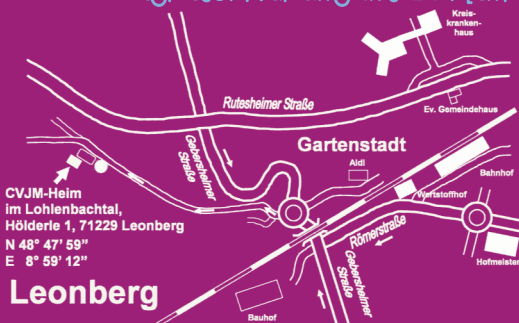 Kreis-
kranken-
haus
Rutesheimer Straße
Ev. Gemeindehaus
Gebersheimer
Straße
Gartenstadt
Aldi
Bahnhof
Wertstoffhof
CVJM-Heim
im Lohlenbachtal,
Hölderle 1, 71229 Leonberg
N 48° 47' 59"
E 8° 59' 12"
Römerstraße
Gebersheimer
Straße
Hofmeister
Leonberg
Bauhof